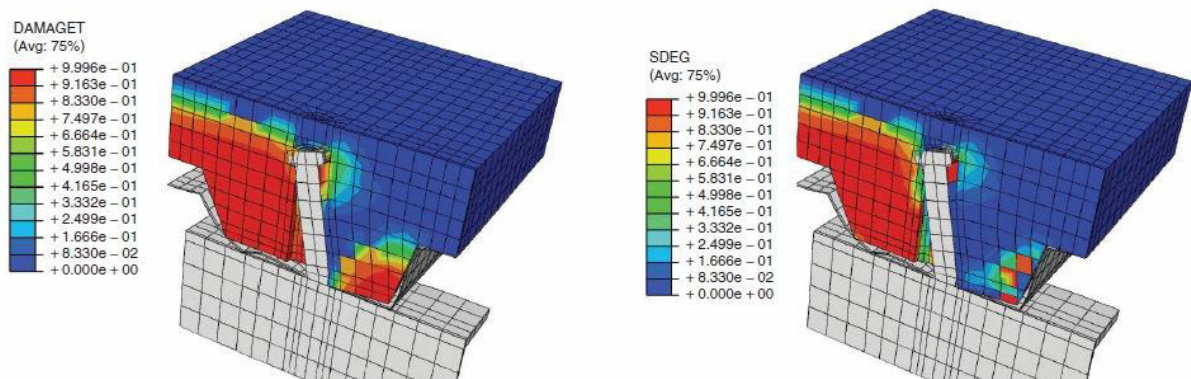 DAMAGET
(Avg: 75%)
+9.996e-01
+9.163e-01
+8.330e-01
+7.497e-01
+6.664e-01
+5.831e-01
+4.998e-01
+4.165e-01
+3.332e-01
+2.499e-01
+1.666e-01
+8.330e-02
+0.000e+00
SDEG
(Avg: 75%)
+9.996e-01
+9.163e-01
+8.330e-01
+7.497e-01
+6.664e-01
+5.831e-01
+4.998e-01
+4.165e-01
+3.332e-01
+2.499e-01
+1.666e-01
+8.330e-02
+0.000e+00